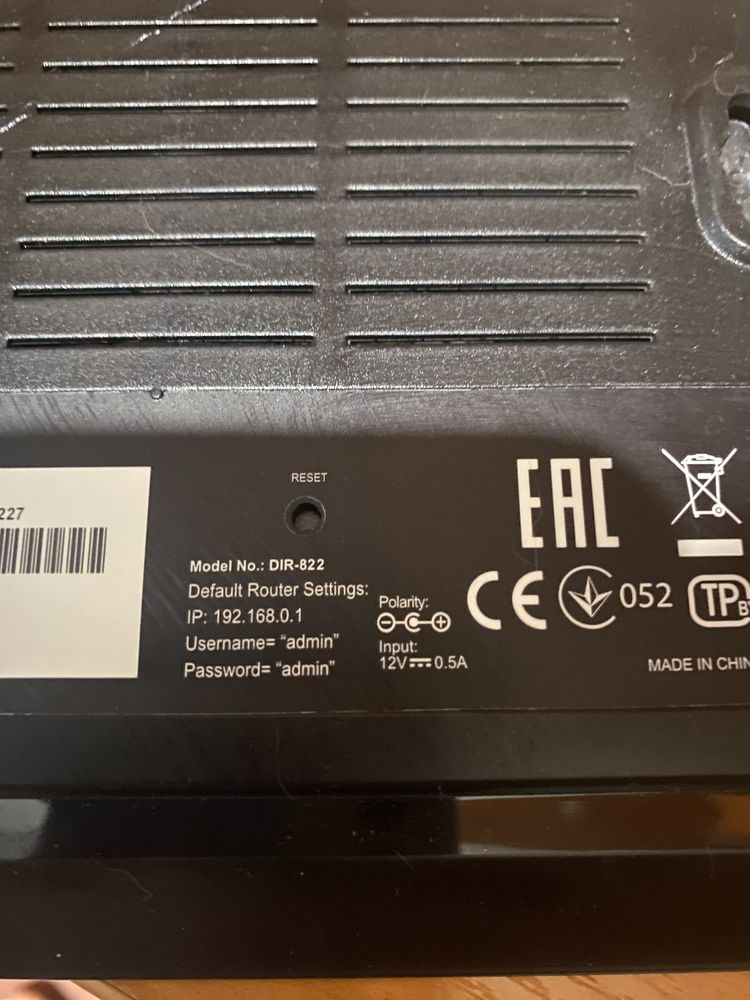 227
RESET
Model No.: DIR-822
Default Router Settings:
IP: 192.168.0.1
Username= “admin”
Password= “admin”
Polarity:
Input:
12V 0.5A
EAC
CE
052
TP
MADE IN CHIN